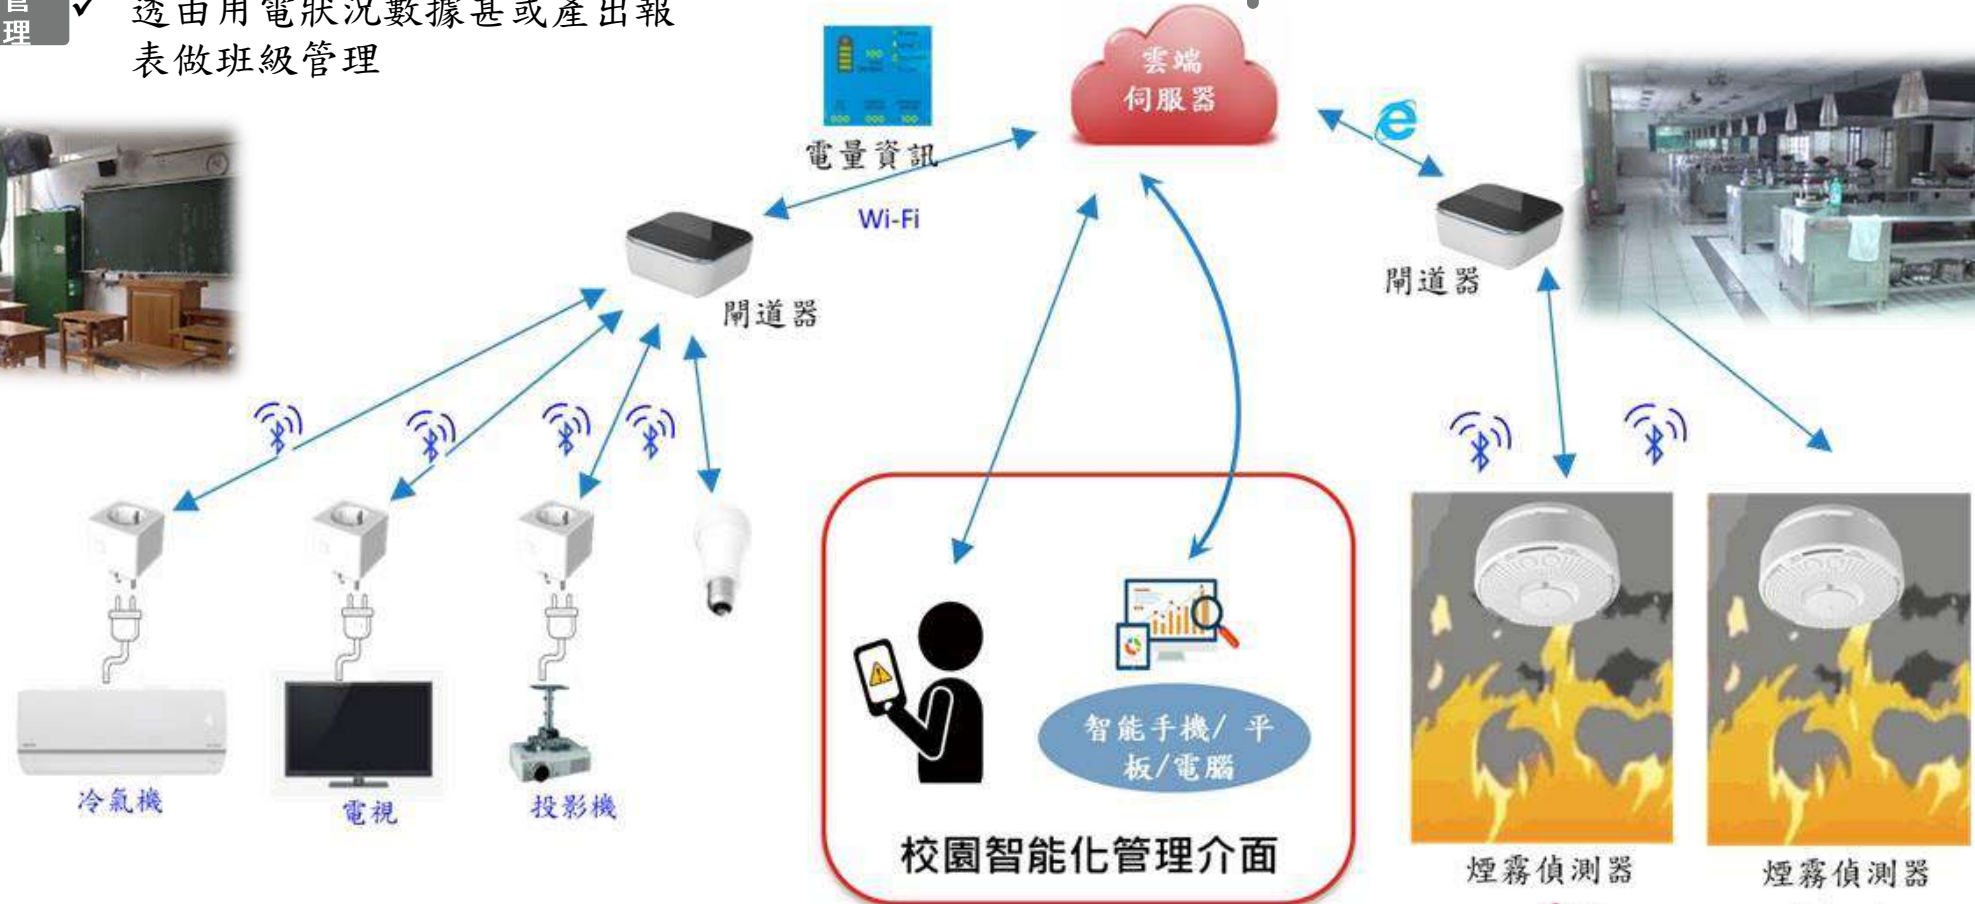 管
理
✓ 透由用電狀況數據甚或產出報
表做班級管理
雲端
伺服器
電量資訊
Wi-Fi
閘道器
閘道器
冷氣機
電視
投影機
智能手機/ 平
板/電腦
校園智能化管理介面
煙霧偵測器
煙霧偵測器